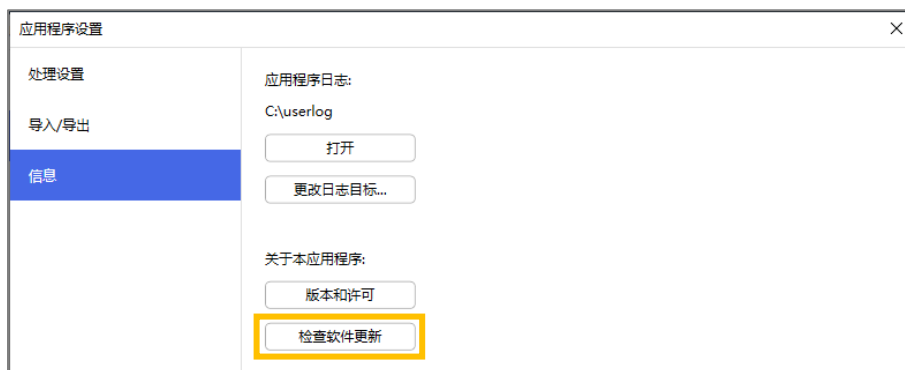 应用程序设置
处理设置
导入/导出
信息
应用程序日志:
C:\userlog
打开
更改日志目标...
关于本应用程序:
版本和许可
检查软件更新